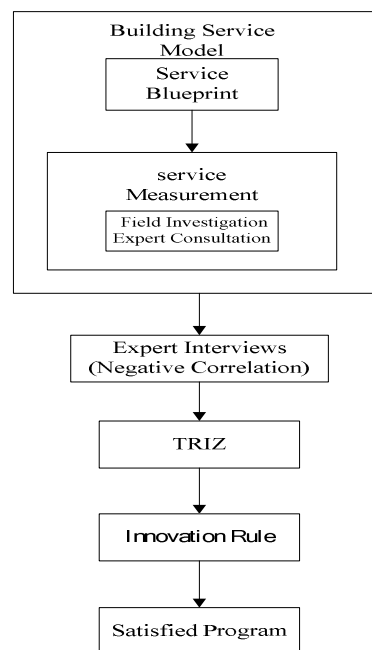 Building Service
Model
Service
Blueprint
service
Measurement
Field Investigation
Expert Consultation
Expert Interviews
(Negative Correlation)
TRIZ
Innovation Rule
Satisfied Program